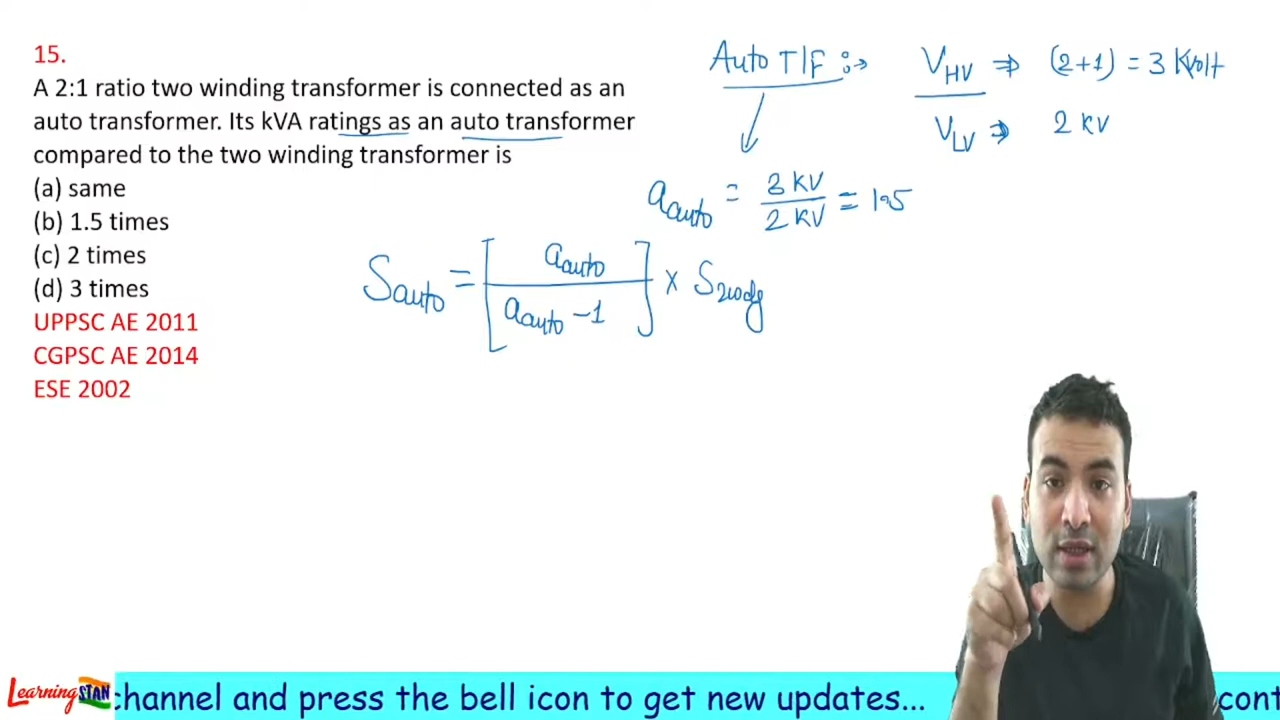 15.
A 2:1 ratio two winding transformer is connected as an
auto transformer. Its kVA ratings as an auto transformer
compared to the two winding transformer is
(a) same
(b) 1.5 times
(c) 2 times
(d) 3 times
UPPSC AE 2011
CGPSC AE 2014
ESE 2002
Auto T/F :→ V_HV ⇒ (2+1) = 3 KVolt
V_LV ⇒ 2 KV
a_auto = 3 KV / 2 KV = 1.5
S_auto = [a_auto / (a_auto - 1)] × S_2wdg
LearningSTAN
channel and press the bell icon to get new updates... cont